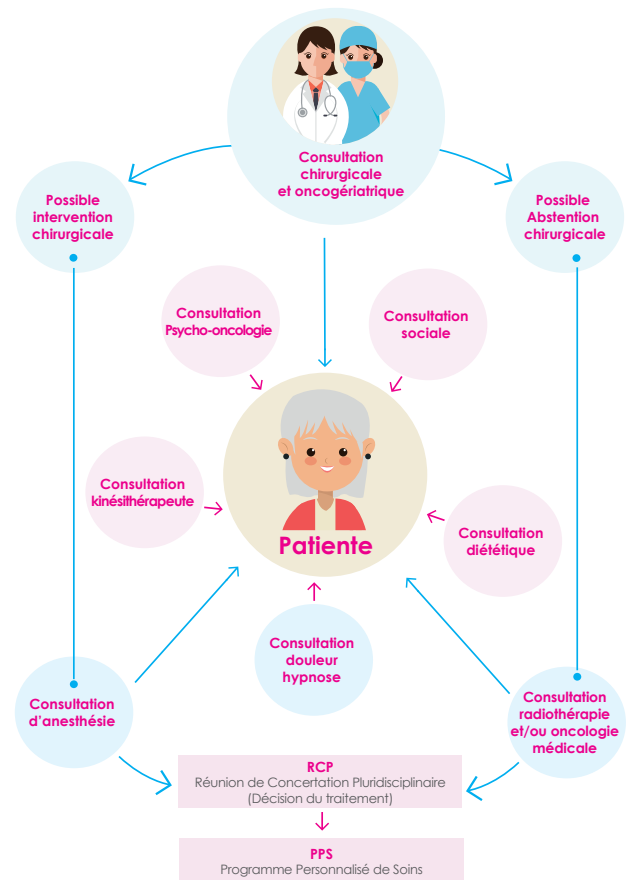 Consultation
chirurgicale
et oncogériatrique
Possible
intervention
chirurgicale
Possible
Abstention
chirurgicale
Consultation
Psycho-oncologie
Consultation
sociale
Consultation
kinésithérapeute
Patiente
Consultation
diététique
Consultation
douleur
hypnose
Consultation
d'anesthésie
Consultation
radiothérapie
et/ou oncologie
médicale
RCP
Réunion de Concertation Pluridisciplinaire
(Décision du traitement)
PPS
Programme Personnalisé de Soins